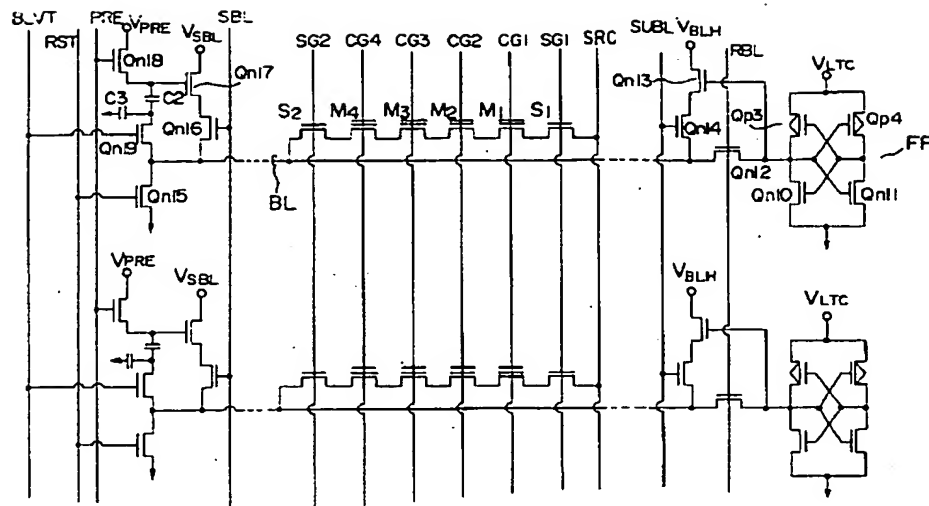 BLVT PRE VPRE SBL
RST
Qn18
VSBL
Qn17
C3 C2
Qn16
Qn19
Qn15
SG2 CG4 CG3 CG2 CG1 SG1 SRC
S2 M4 M3 M2 M1 S1
BL
SUBL VBLH RBL
Qn13
Qn14
Qn12
VLTC
Qp3 Qp4
FF
Qn10 Qn11
VPRE
VSBL
VBLH
VLTC